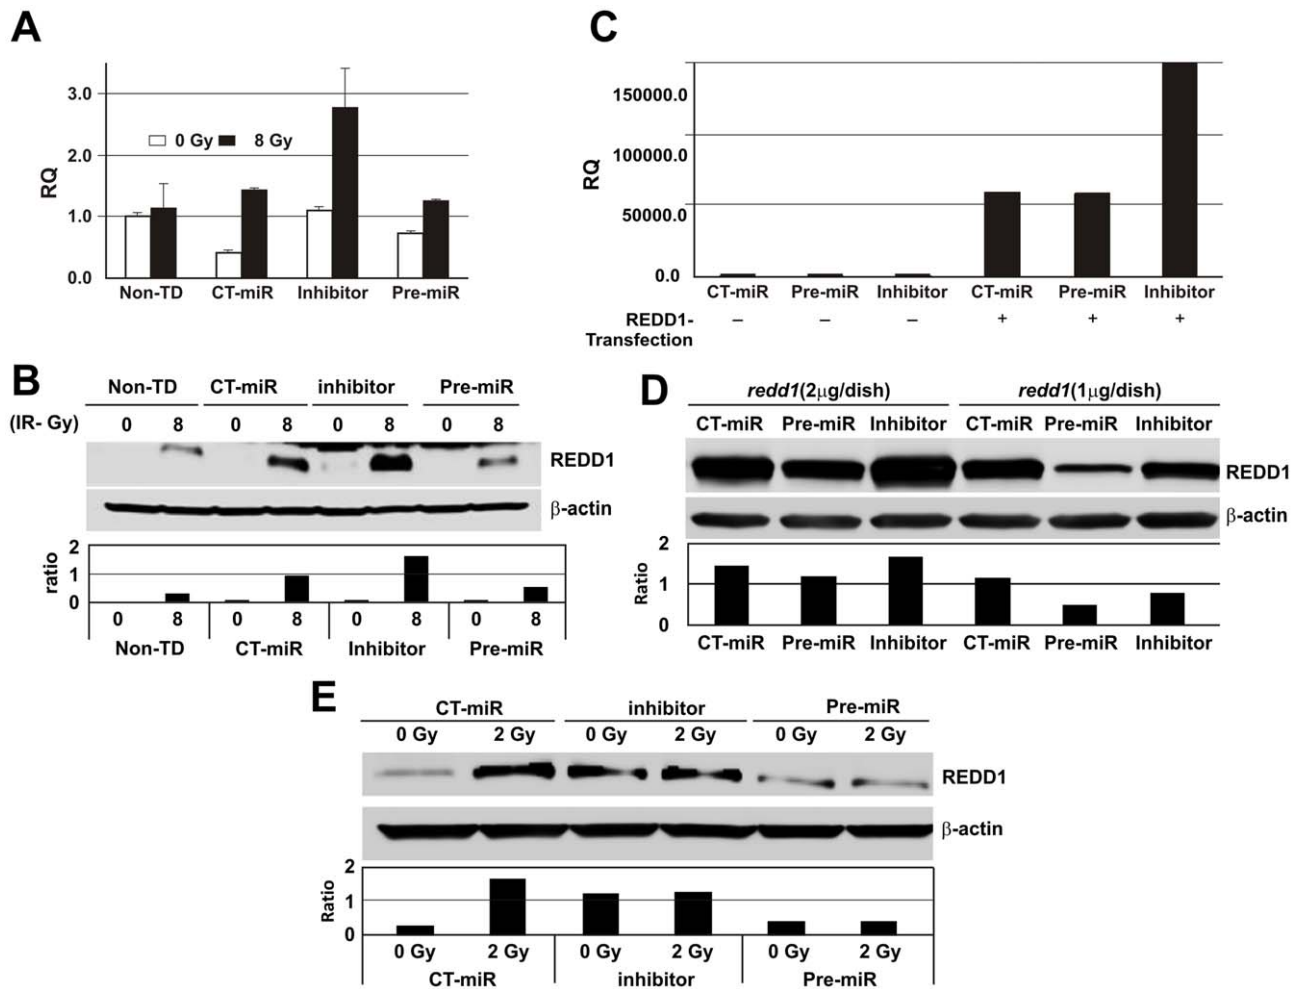 A
3.0
2.0
1.0
0.0
RQ
0 Gy 8 Gy
Non-TD CT-miR Inhibitor Pre-miR
C
150000.0
100000.0
50000.0
0.0
RQ
CT-miR Pre-miR Inhibitor CT-miR Pre-miR Inhibitor
REDD1- – – – + + +
Transfection
B
Non-TD CT-miR inhibitor Pre-miR
(IR- Gy) 0 8 0 8 0 8 0 8
REDD1
β-actin
ratio
2
1
0
0 8 0 8 0 8 0 8
Non-TD CT-miR Inhibitor Pre-miR
D
redd1(2μg/dish) redd1(1μg/dish)
CT-miR Pre-miR Inhibitor CT-miR Pre-miR Inhibitor
REDD1
β-actin
Ratio
2
1
0
CT-miR Pre-miR Inhibitor CT-miR Pre-miR Inhibitor
E
CT-miR inhibitor Pre-miR
0 Gy 2 Gy 0 Gy 2 Gy 0 Gy 2 Gy
REDD1
β-actin
Ratio
2
1
0
0 Gy 2 Gy 0 Gy 2 Gy 0 Gy 2 Gy
CT-miR inhibitor Pre-miR